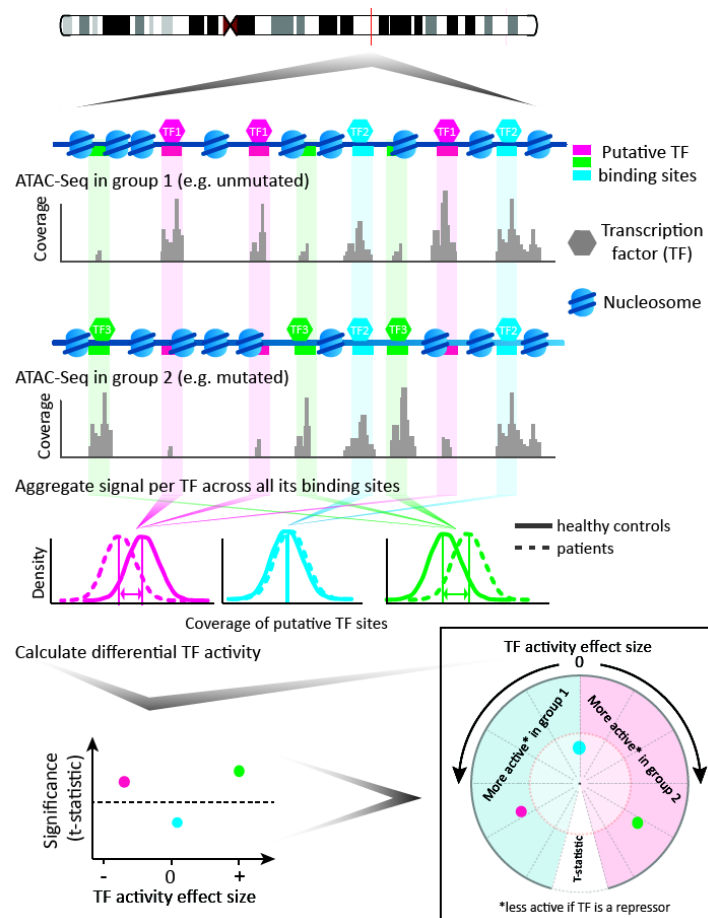 TF1
TF1
TF2
TF1
TF2
Putative TF
binding sites
ATAC-Seq in group 1 (e.g. unmutated)
Coverage
Transcription
factor (TF)
Nucleosome
TF3
TF3
TF2
TF3
TF2
ATAC-Seq in group 2 (e.g. mutated)
Coverage
Aggregate signal per TF across all its binding sites
healthy controls
patients
Density
Coverage of putative TF sites
Calculate differential TF activity
Significance
(t-statistic)
- 0 +
TF activity effect size
TF activity effect size
0
More active* in group 1
More active* in group 2
T-statistic
*less active if TF is a repressor